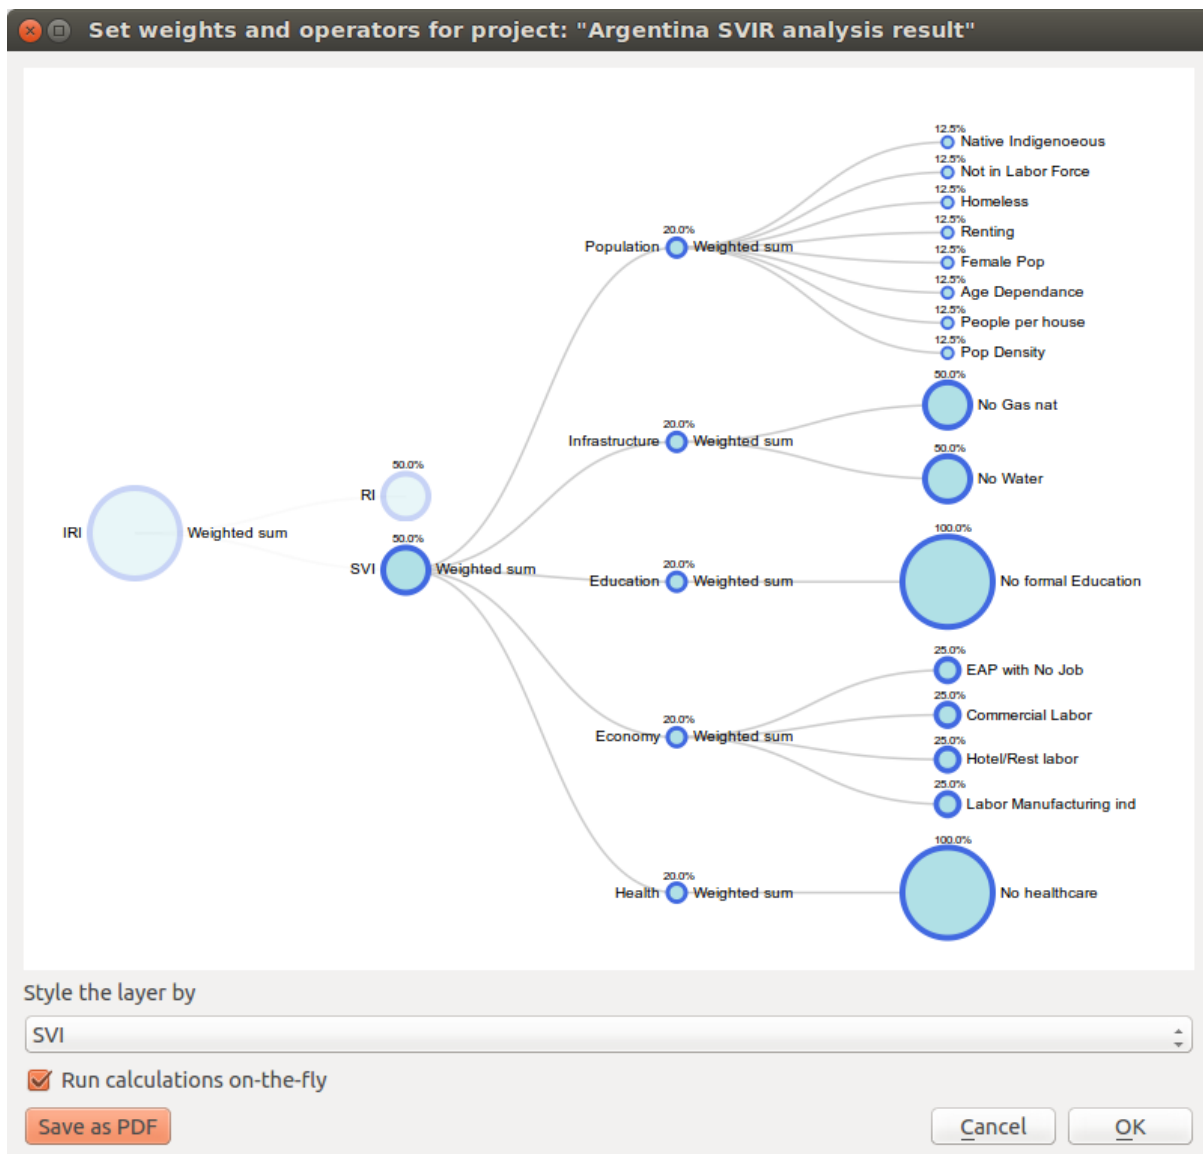 Set weights and operators for project: "Argentina SVIR analysis result"
12.5%
Native Indigenoeous
12.5%
Not in Labor Force
12.5%
Homeless
12.5%
Renting
12.5%
Female Pop
12.5%
Age Dependance
12.5%
People per house
12.5%
Pop Density
20.0%
Population Weighted sum
50.0%
No Gas nat
20.0%
Infrastructure Weighted sum
50.0%
No Water
50.0%
RI
IRI Weighted sum
50.0%
SVI Weighted sum
100.0%
No formal Education
20.0%
Education Weighted sum
25.0%
EAP with No Job
25.0%
Commercial Labor
20.0%
Economy Weighted sum
25.0%
Hotel/Rest labor
25.0%
Labor Manufacturing ind
100.0%
No healthcare
20.0%
Health Weighted sum
Style the layer by
SVI
Run calculations on-the-fly
Save as PDF
Cancel
OK